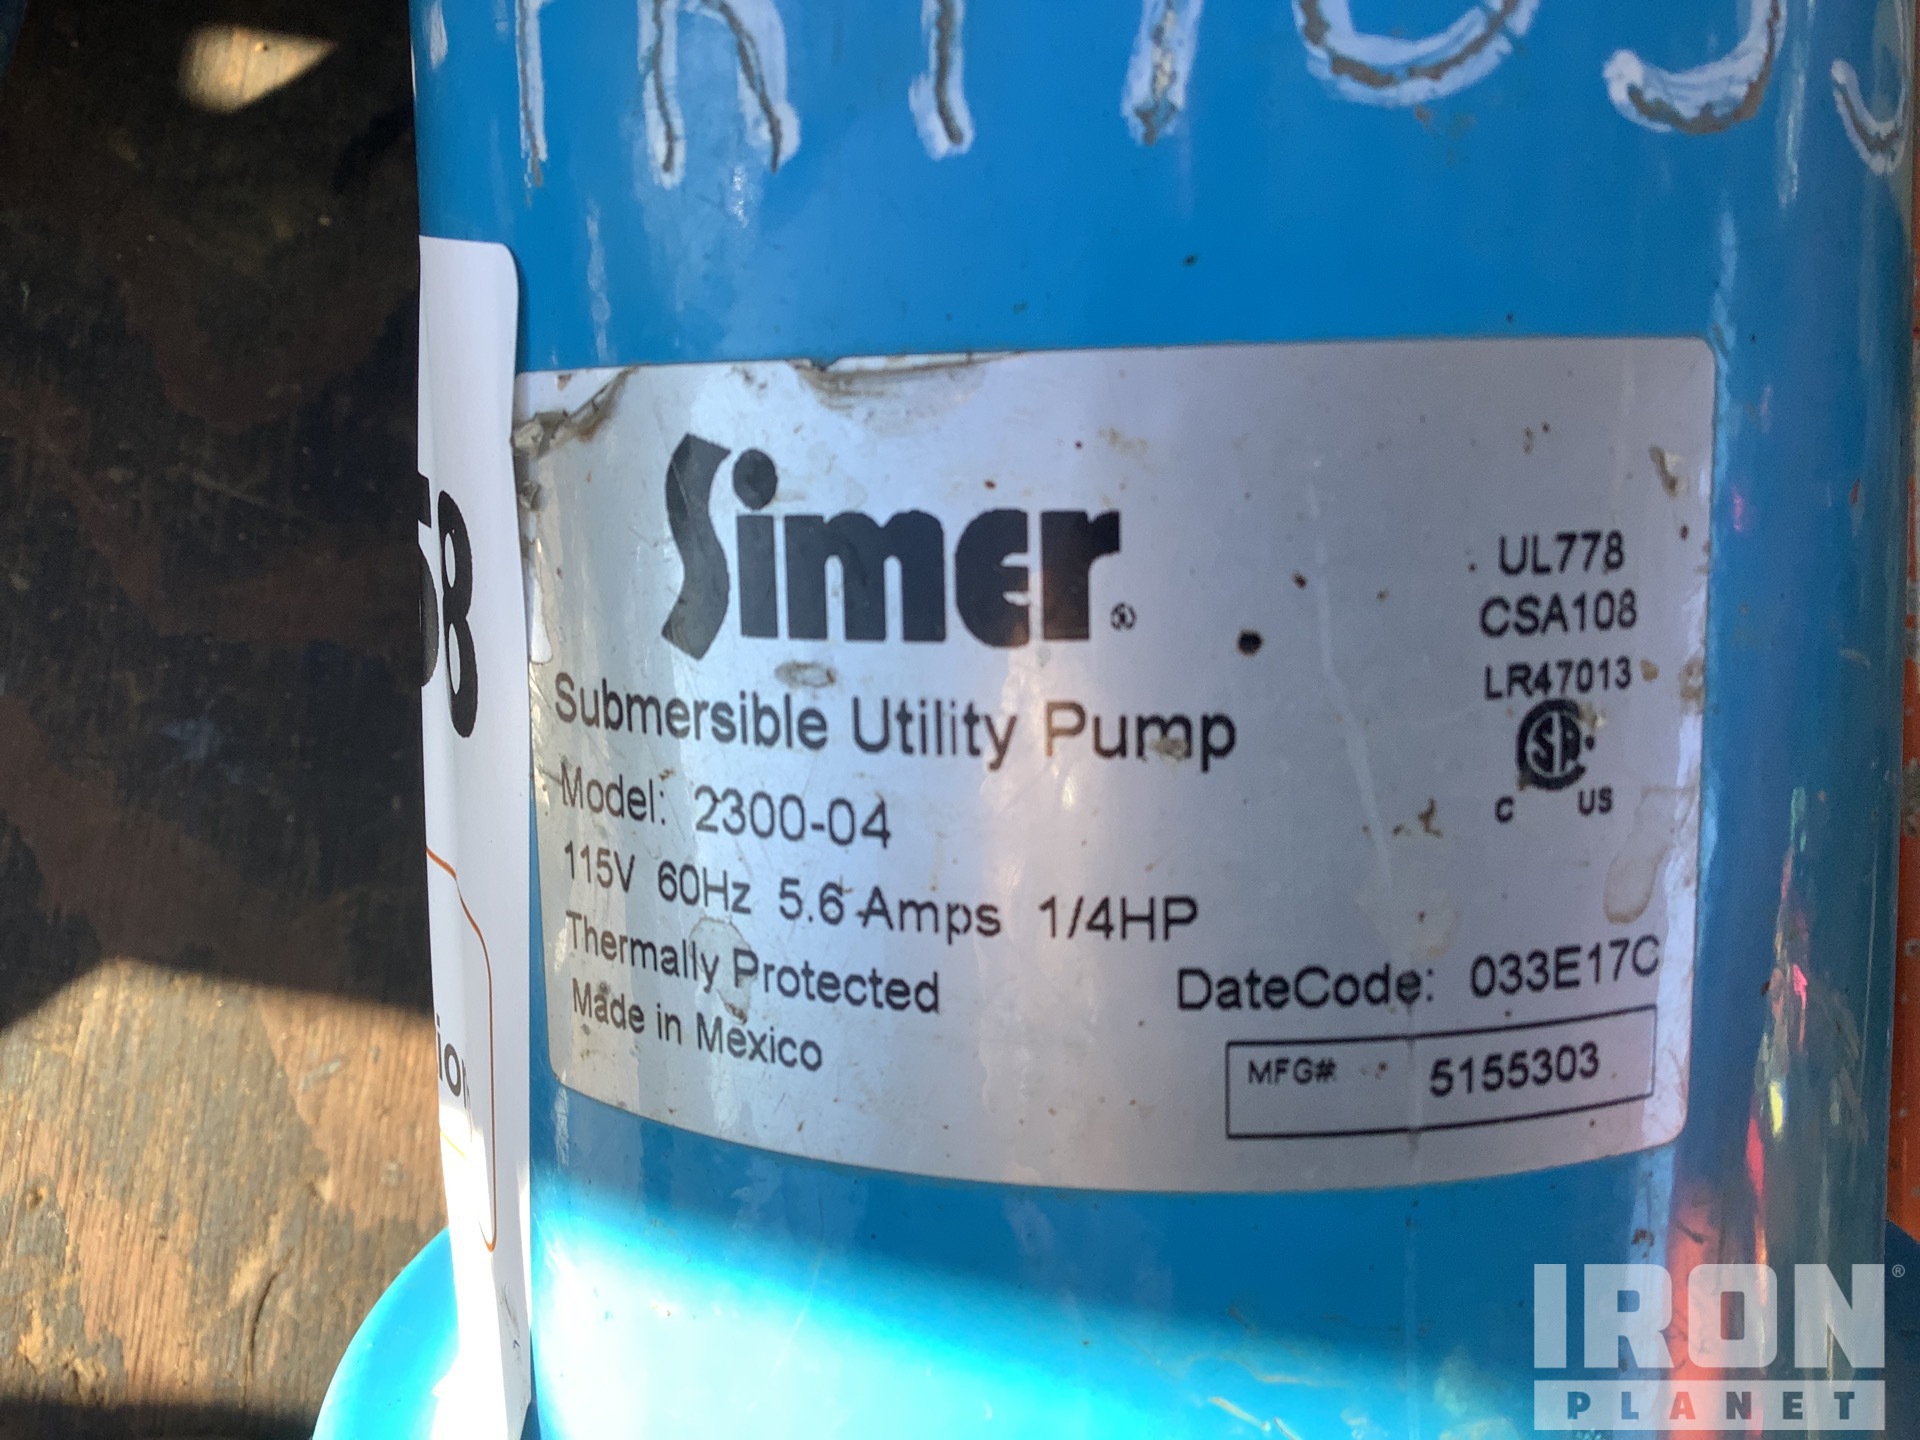 Simer®
Submersible Utility Pump
Model: 2300-04
115V 60Hz 5.6 Amps 1/4HP
Thermally Protected
Made in Mexico
UL778
CSA108
LR47013
C US
DateCode: 033E17C
MFG# 5155303
58
IRON®
PLANET